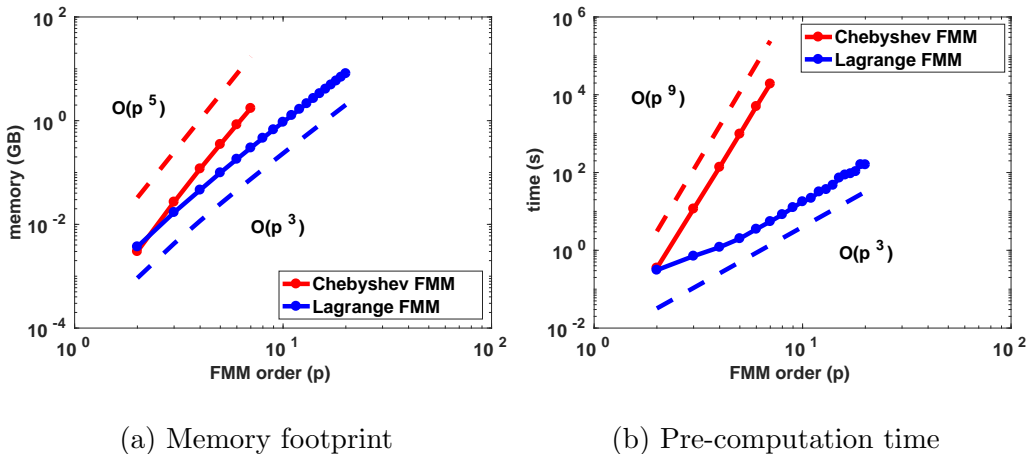 10^2
10^0
10^-2
10^-4
memory (GB)
O(p^5)
O(p^3)
Chebyshev FMM
Lagrange FMM
10^0
10^1
10^2
FMM order (p)
(a) Memory footprint
10^6
10^4
10^2
10^0
10^-2
time (s)
Chebyshev FMM
Lagrange FMM
O(p^9)
O(p^3)
10^0
10^1
10^2
FMM order (p)
(b) Pre-computation time